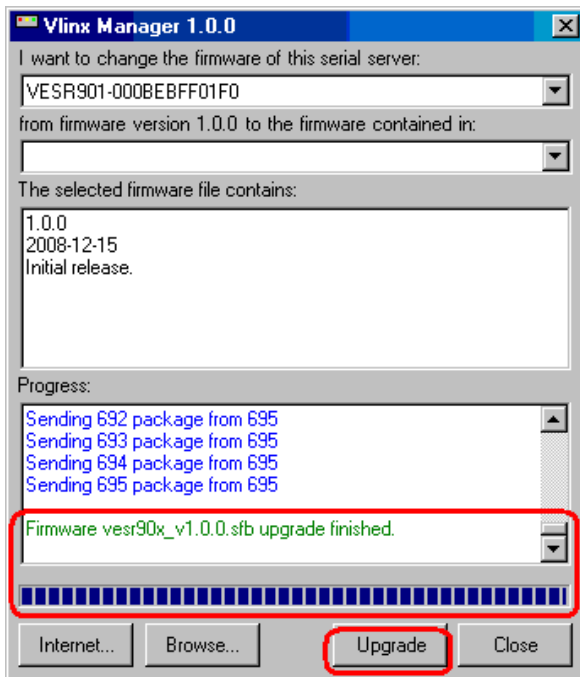 Vlinx Manager 1.0.0
I want to change the firmware of this serial server:
VESR901-000BEBFF01F0
from firmware version 1.0.0 to the firmware contained in:
The selected firmware file contains:
1.0.0
2008-12-15
Initial release.
Progress:
Sending 692 package from 695
Sending 693 package from 695
Sending 694 package from 695
Sending 695 package from 695
Firmware vesr90x_v1.0.0.sfb upgrade finished.
Internet... Browse... Upgrade Close